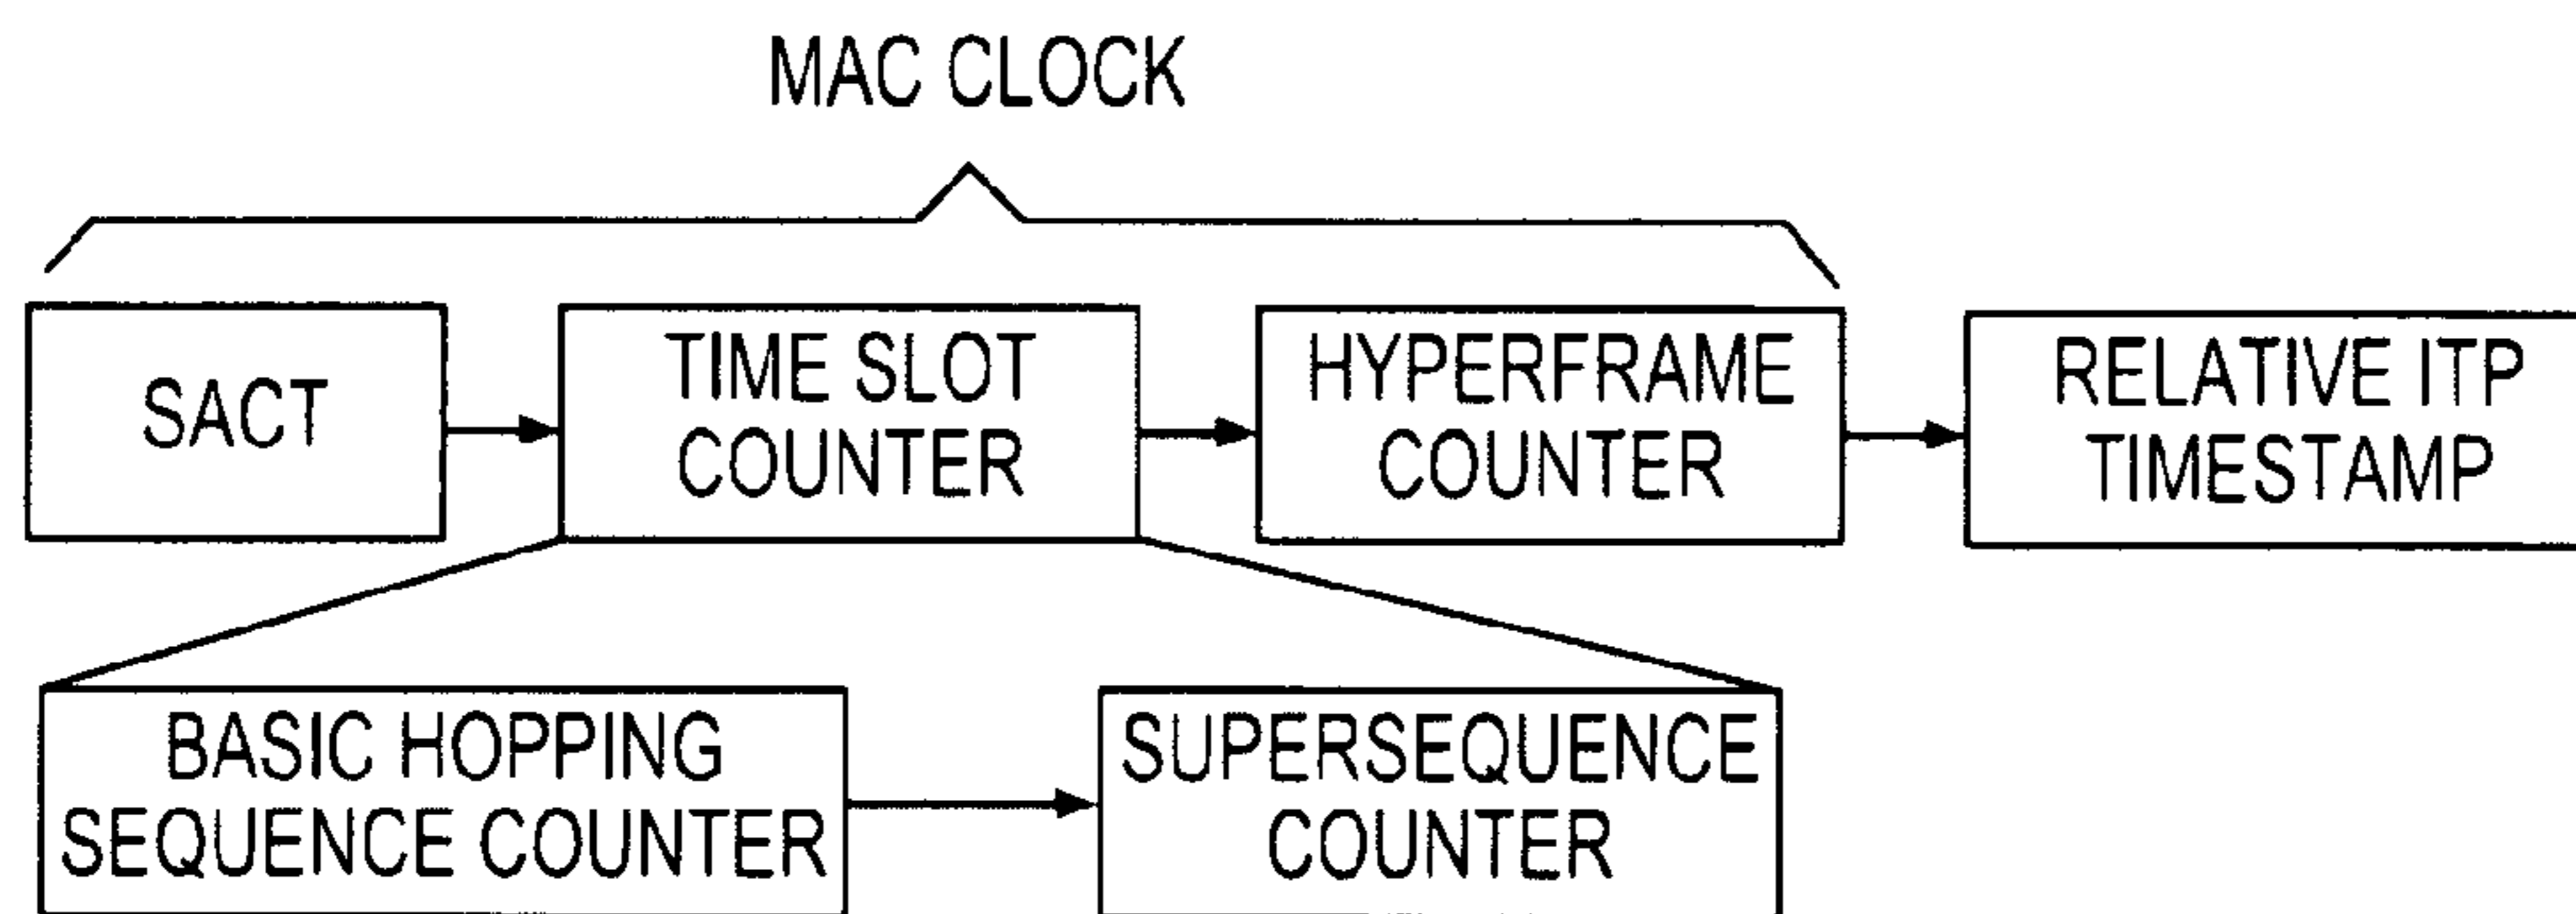 MAC CLOCK
SACT
TIME SLOT
COUNTER
HYPERFRAME
COUNTER
RELATIVE ITP
TIMESTAMP
BASIC HOPPING
SEQUENCE COUNTER
SUPERSEQUENCE
COUNTER